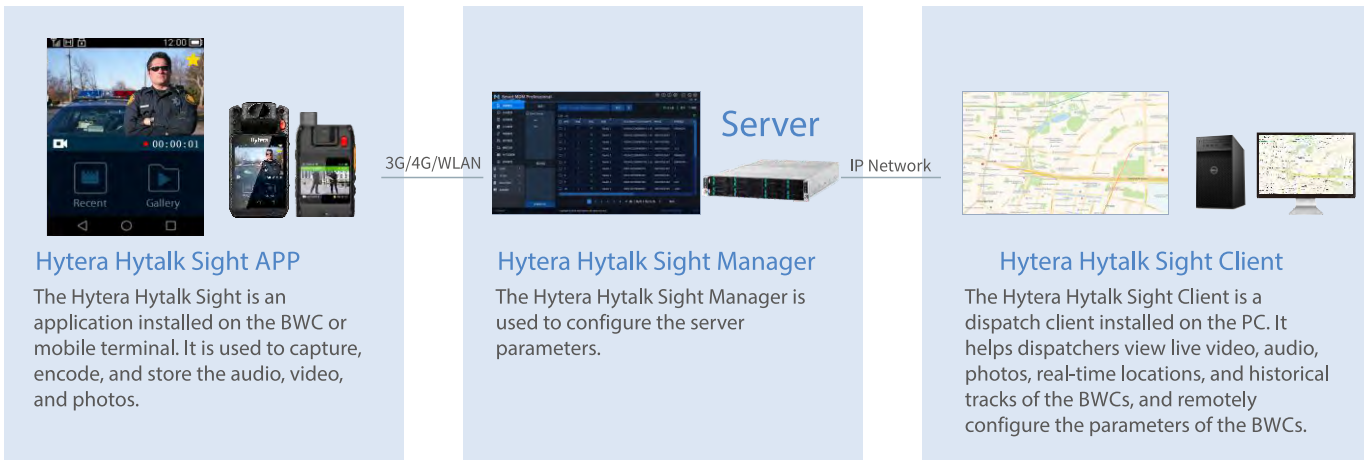 12:00
00:00:01
Recent
Gallery
Hytera
3G/4G/WLAN
Server
IP Network
Hytera Hytalk Sight APP
The Hytera Hytalk Sight is an
application installed on the BWC or
mobile terminal. It is used to capture,
encode, and store the audio, video,
and photos.
Hytera Hytalk Sight Manager
The Hytera Hytalk Sight Manager is
used to configure the server
parameters.
Hytera Hytalk Sight Client
The Hytera Hytalk Sight Client is a
dispatch client installed on the PC. It
helps dispatchers view live video, audio,
photos, real-time locations, and historical
tracks of the BWCs, and remotely
configure the parameters of the BWCs.